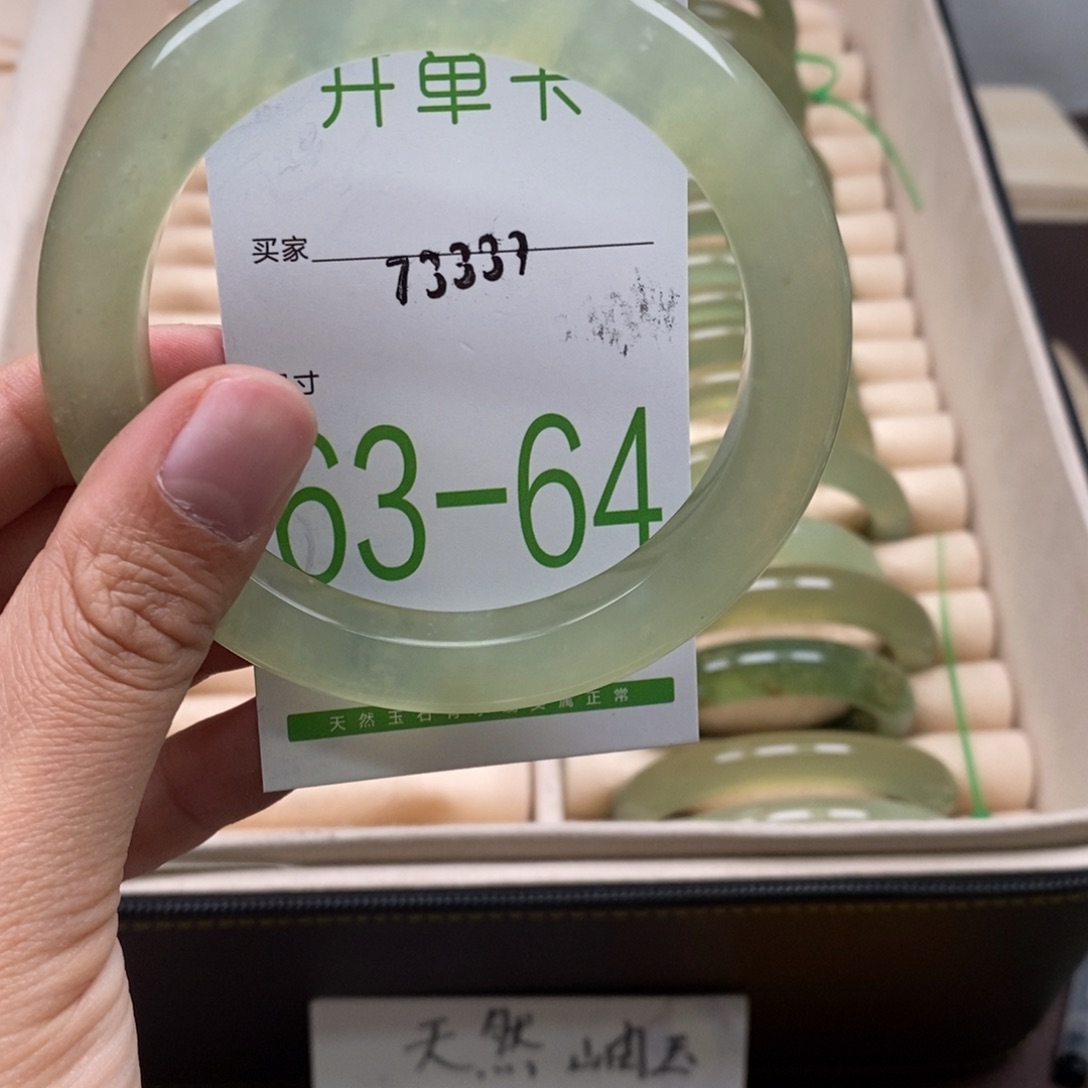 开单卡
买家 73337
寸
63-64
天然玉石有 属正常
天然 岫玉